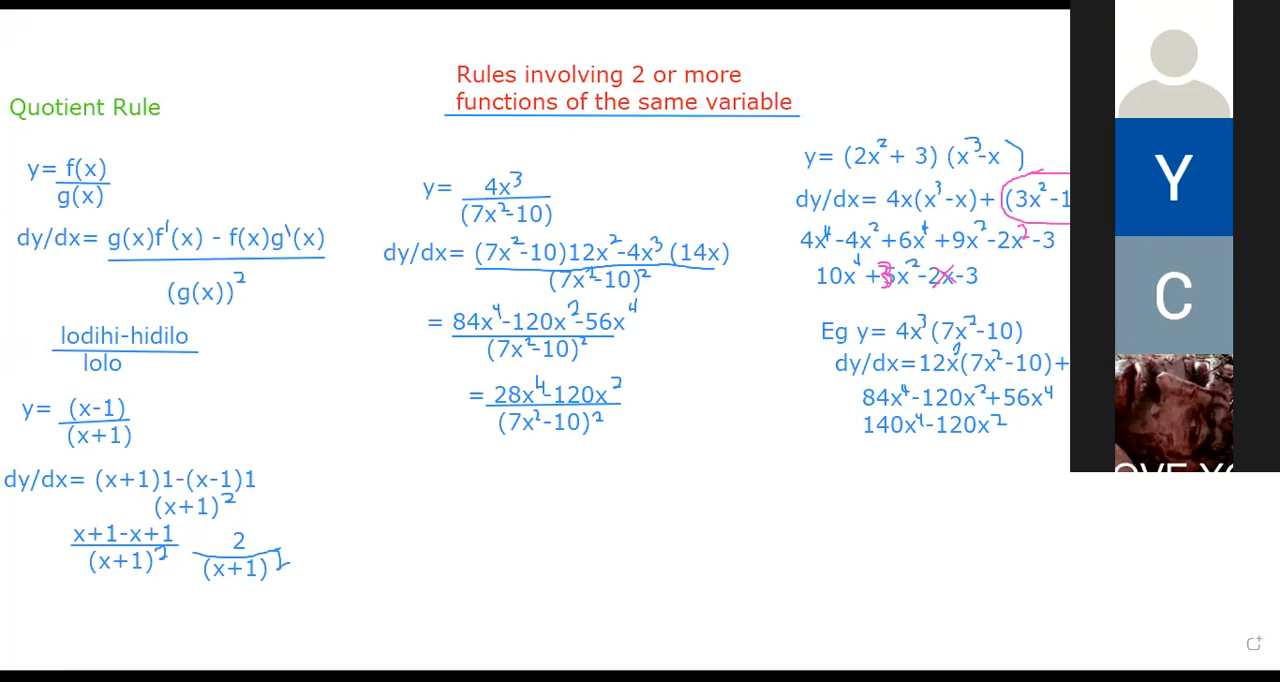 Rules involving 2 or more
functions of the same variable
Quotient Rule
y= f(x)
g(x)
dy/dx= g(x)f'(x) - f(x)g'(x)
(g(x))²
lodihi-hidilo
lolo
y= (x-1)
(x+1)
dy/dx= (x+1)1-(x-1)1
(x+1)²
x+1-x+1
(x+1)²
2
(x+1)²
y= 4x³
(7x²-10)
dy/dx= (7x²-10)12x²-4x³(14x)
(7x²-10)²
= 84x⁴-120x²-56x⁴
(7x²-10)²
= 28x⁴-120x²
(7x²-10)²
y= (2x²+ 3) (x³-x)
dy/dx= 4x(x³-x)+ (3x²-1
4x⁴-4x²+6x⁴+9x²-2x²-3
10x⁴+3x²-2x-3
Eg y= 4x³(7x²-10)
dy/dx=12x²(7x²-10)+
84x⁴-120x²+56x⁴
140x⁴-120x²
Y
C
OVE Y